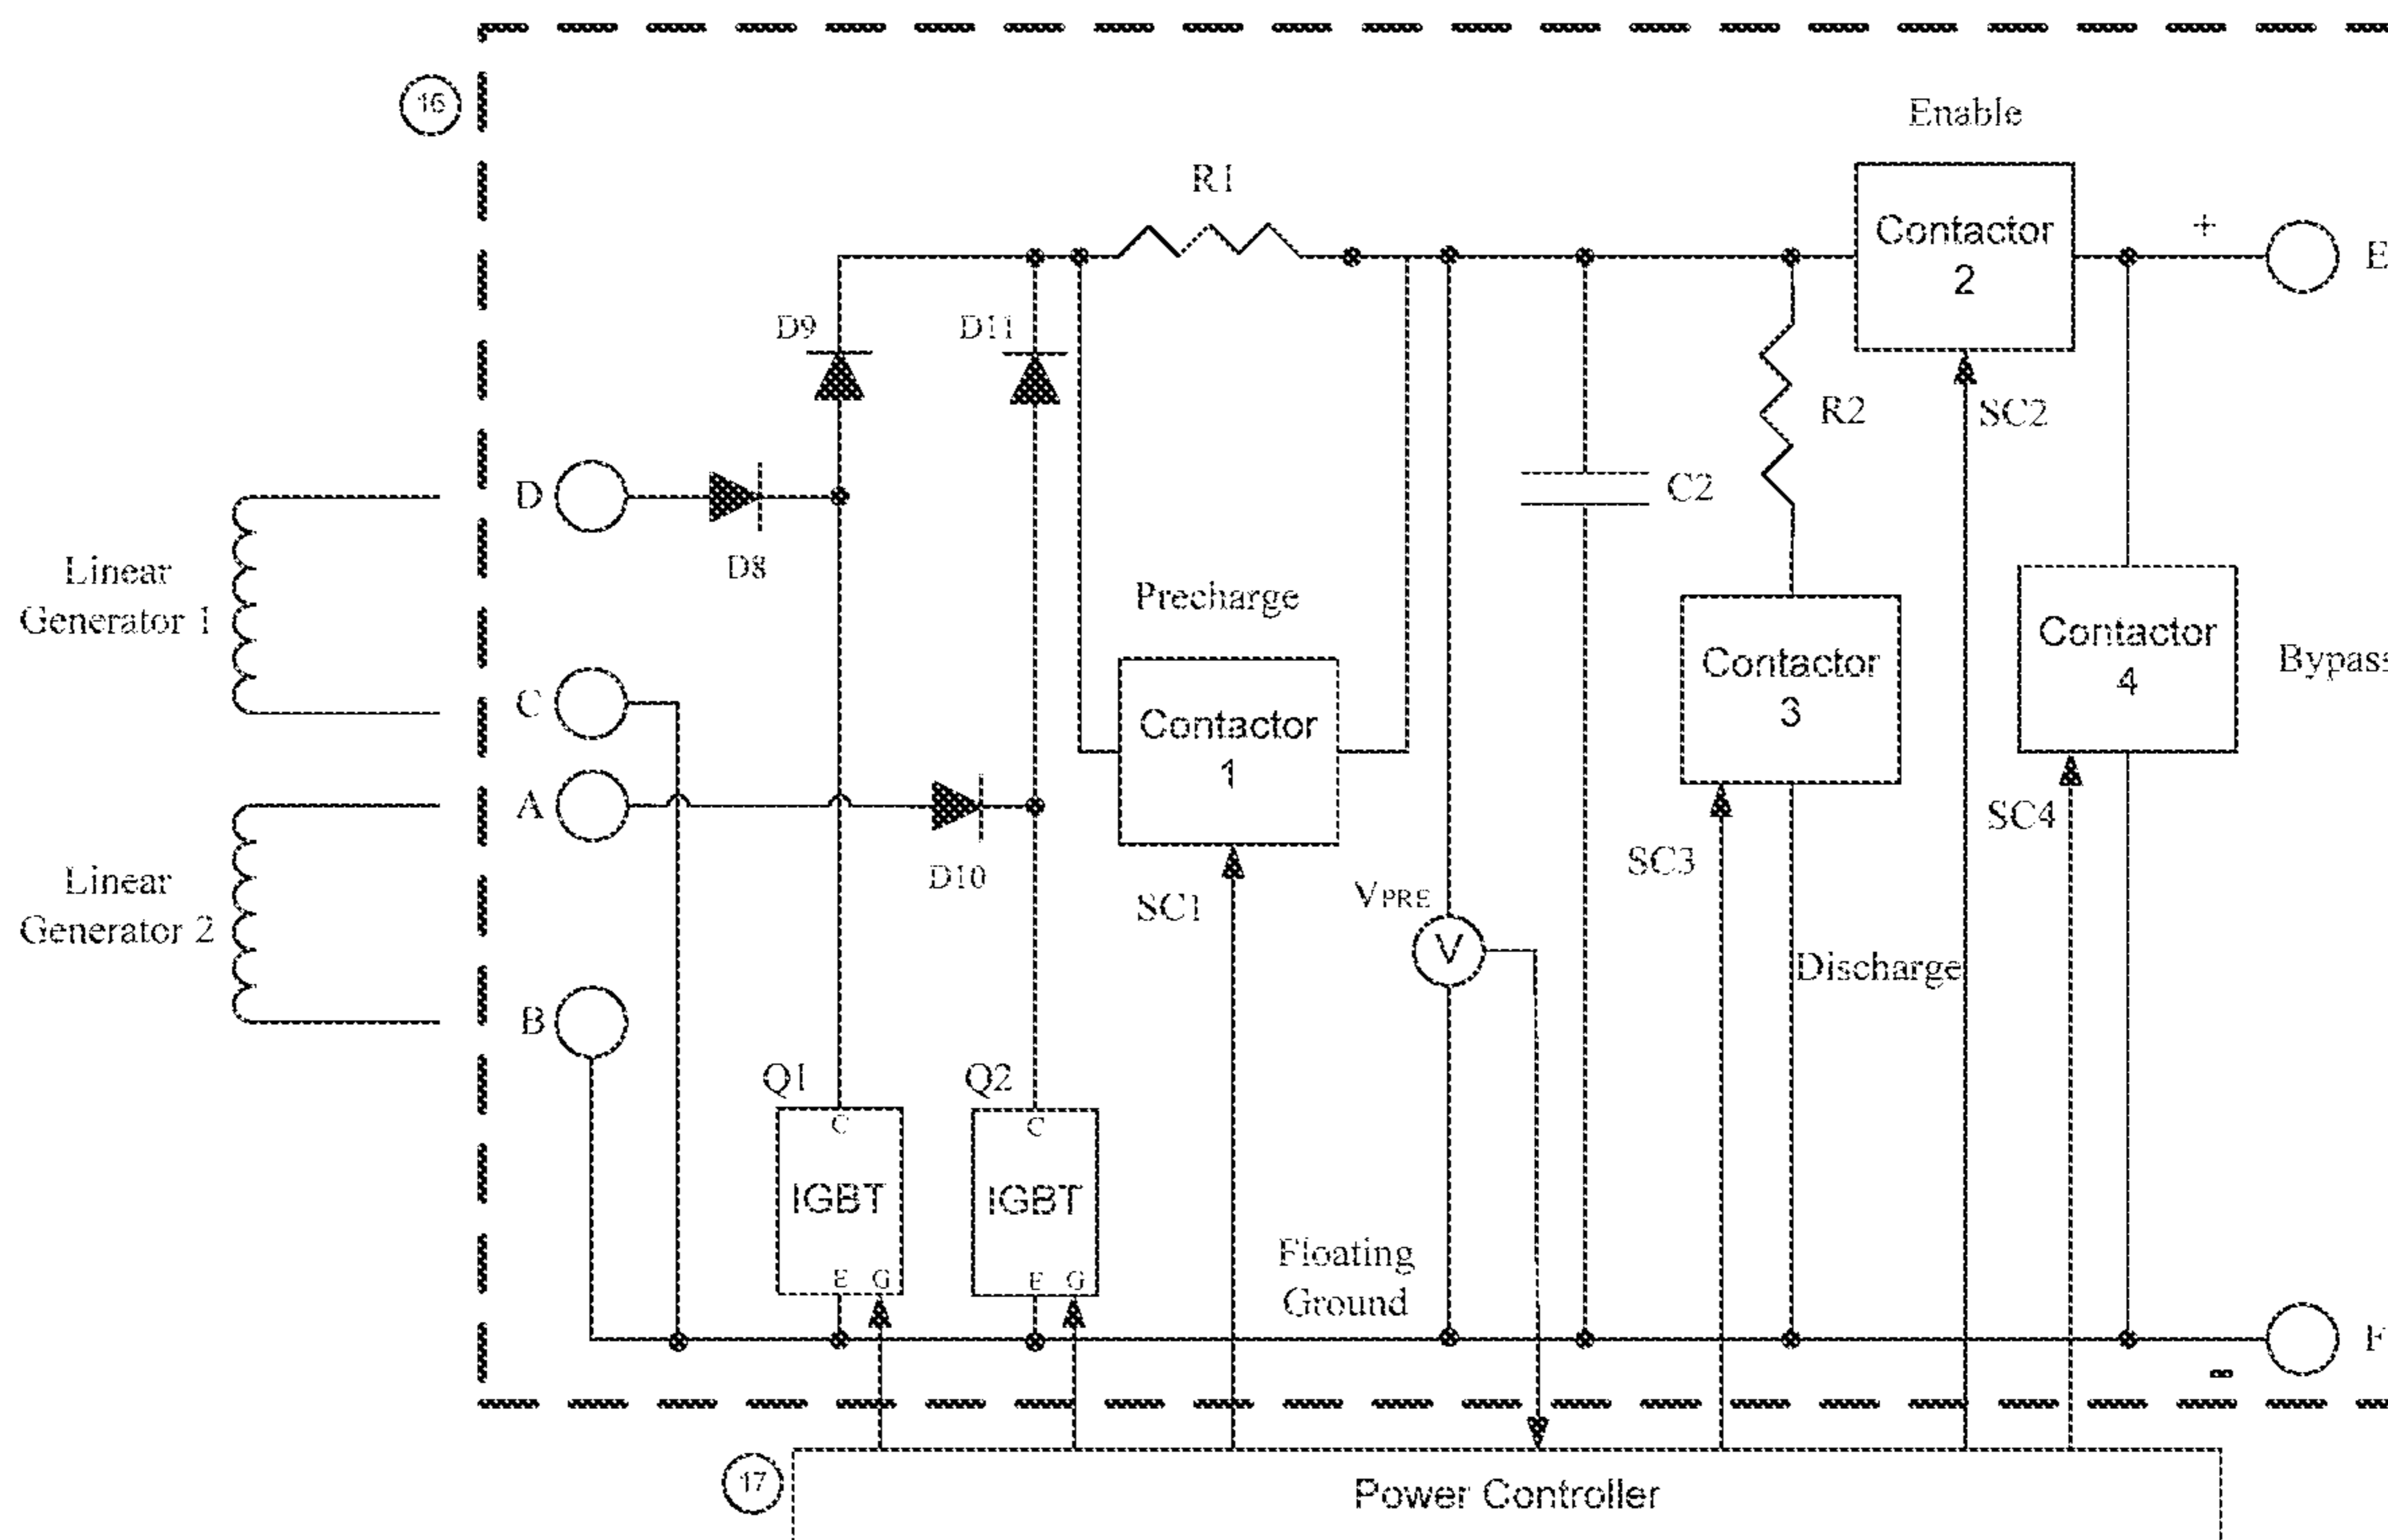 16
Enable
R1
Contactor
2
+
E
D9
D11
R2
SC2
D
C2
D8
Linear
Generator 1
Precharge
Contactor
4
Bypass
Contactor
3
C
Contactor
1
A
SC4
SC3
D10
Linear
Generator 2
SC1
VPRE
V
Discharge
B
Q1
Q2
C
C
IGBT
IGBT
Floating
Ground
E G
E G
F
-
17
Power Controller